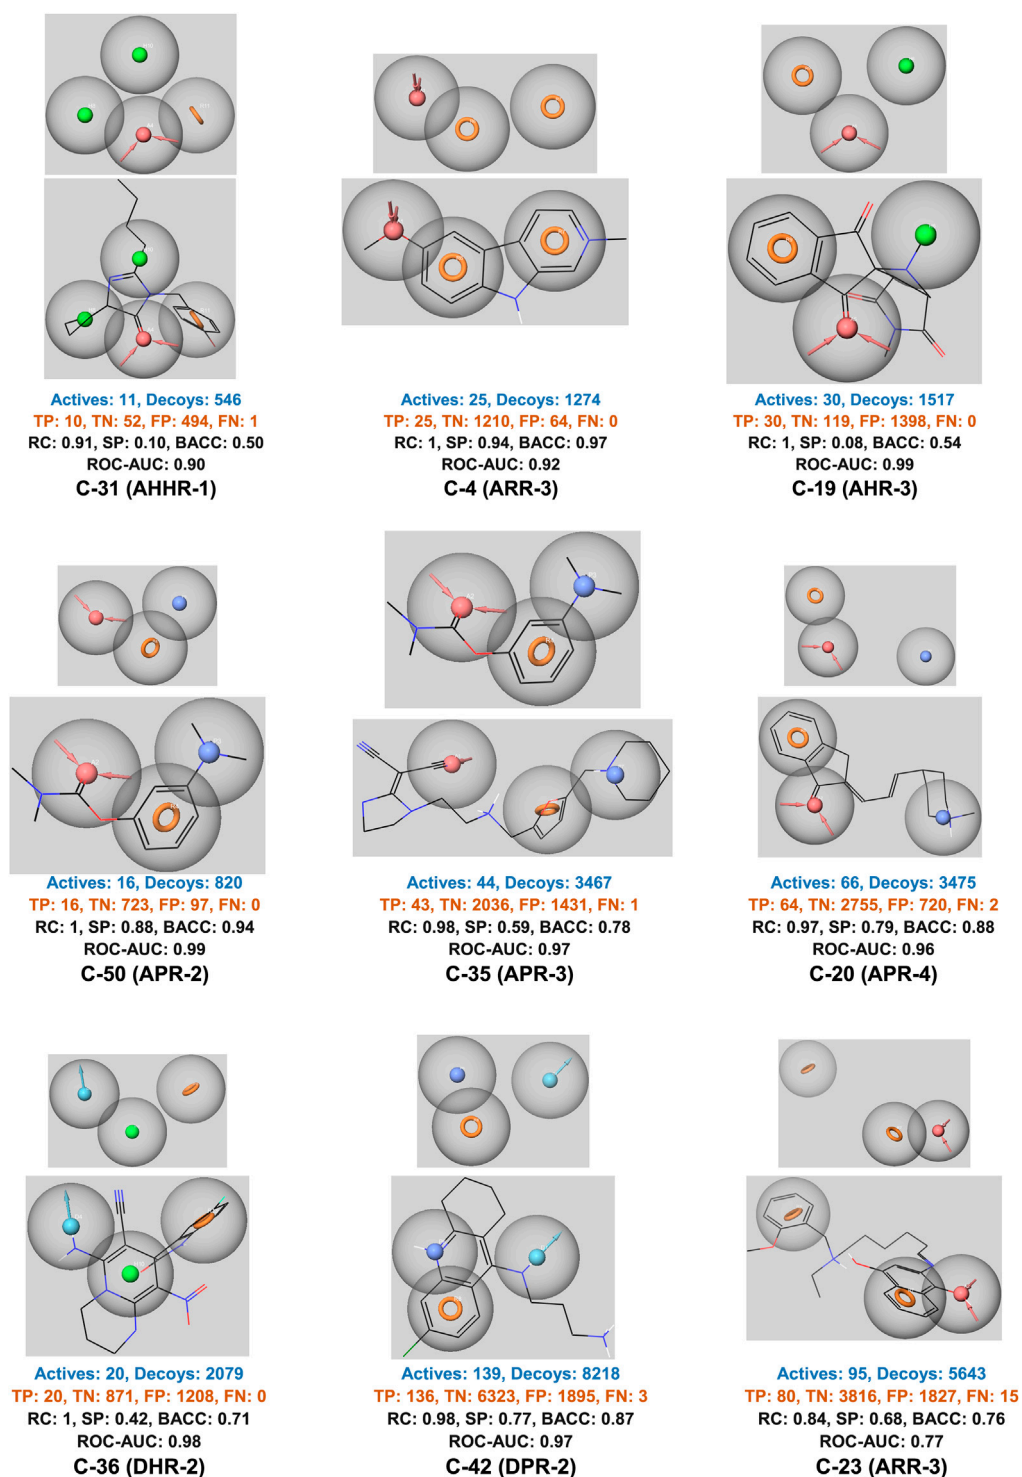 Actives: 11, Decoys: 546
TP: 10, TN: 52, FP: 494, FN: 1
RC: 0.91, SP: 0.10, BACC: 0.50
ROC-AUC: 0.90
C-31 (AHHR-1)
Actives: 25, Decoys: 1274
TP: 25, TN: 1210, FP: 64, FN: 0
RC: 1, SP: 0.94, BACC: 0.97
ROC-AUC: 0.92
C-4 (ARR-3)
Actives: 30, Decoys: 1517
TP: 30, TN: 119, FP: 1398, FN: 0
RC: 1, SP: 0.08, BACC: 0.54
ROC-AUC: 0.99
C-19 (AHR-3)
Actives: 16, Decoys: 820
TP: 16, TN: 723, FP: 97, FN: 0
RC: 1, SP: 0.88, BACC: 0.94
ROC-AUC: 0.99
C-50 (APR-2)
Actives: 44, Decoys: 3467
TP: 43, TN: 2036, FP: 1431, FN: 1
RC: 0.98, SP: 0.59, BACC: 0.78
ROC-AUC: 0.97
C-35 (APR-3)
Actives: 66, Decoys: 3475
TP: 64, TN: 2755, FP: 720, FN: 2
RC: 0.97, SP: 0.79, BACC: 0.88
ROC-AUC: 0.96
C-20 (APR-4)
Actives: 20, Decoys: 2079
TP: 20, TN: 871, FP: 1208, FN: 0
RC: 1, SP: 0.42, BACC: 0.71
ROC-AUC: 0.98
C-36 (DHR-2)
Actives: 139, Decoys: 8218
TP: 136, TN: 6323, FP: 1895, FN: 3
RC: 0.98, SP: 0.77, BACC: 0.87
ROC-AUC: 0.97
C-42 (DPR-2)
Actives: 95, Decoys: 5643
TP: 80, TN: 3816, FP: 1827, FN: 15
RC: 0.84, SP: 0.68, BACC: 0.76
ROC-AUC: 0.77
C-23 (ARR-3)